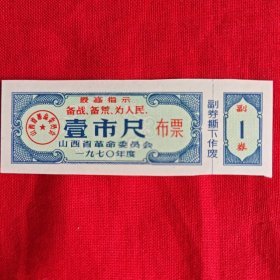 最高指示
备战、备荒、为人民。
壹市尺
布票
山西省革命委员会
一九七〇年度
副券撕下作废
副
1
券